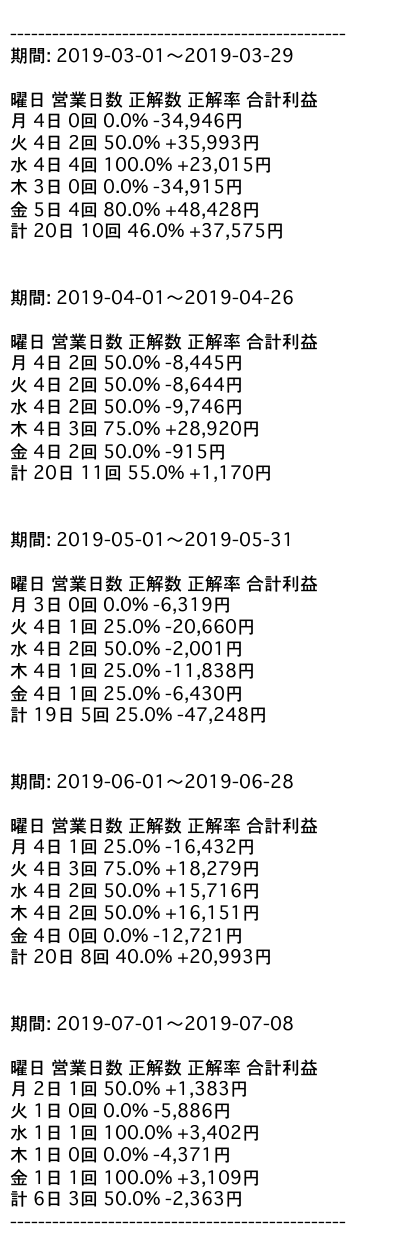 ------------------------------------------------
期間: 2019-03-01〜2019-03-29
曜日 営業日数 正解数 正解率 合計利益
月 4日 0回 0.0% -34,946円
火 4日 2回 50.0% +35,993円
水 4日 4回 100.0% +23,015円
木 3日 0回 0.0% -34,915円
金 5日 4回 80.0% +48,428円
計 20日 10回 46.0% +37,575円
期間: 2019-04-01〜2019-04-26
曜日 営業日数 正解数 正解率 合計利益
月 4日 2回 50.0% -8,445円
火 4日 2回 50.0% -8,644円
水 4日 2回 50.0% -9,746円
木 4日 3回 75.0% +28,920円
金 4日 2回 50.0% -915円
計 20日 11回 55.0% +1,170円
期間: 2019-05-01〜2019-05-31
曜日 営業日数 正解数 正解率 合計利益
月 3日 0回 0.0% -6,319円
火 4日 1回 25.0% -20,660円
水 4日 2回 50.0% -2,001円
木 4日 1回 25.0% -11,838円
金 4日 1回 25.0% -6,430円
計 19日 5回 25.0% -47,248円
期間: 2019-06-01〜2019-06-28
曜日 営業日数 正解数 正解率 合計利益
月 4日 1回 25.0% -16,432円
火 4日 3回 75.0% +18,279円
水 4日 2回 50.0% +15,716円
木 4日 2回 50.0% +16,151円
金 4日 0回 0.0% -12,721円
計 20日 8回 40.0% +20,993円
期間: 2019-07-01〜2019-07-08
曜日 営業日数 正解数 正解率 合計利益
月 2日 1回 50.0% +1,383円
火 1日 0回 0.0% -5,886円
水 1日 1回 100.0% +3,402円
木 1日 0回 0.0% -4,371円
金 1日 1回 100.0% +3,109円
計 6日 3回 50.0% -2,363円
------------------------------------------------